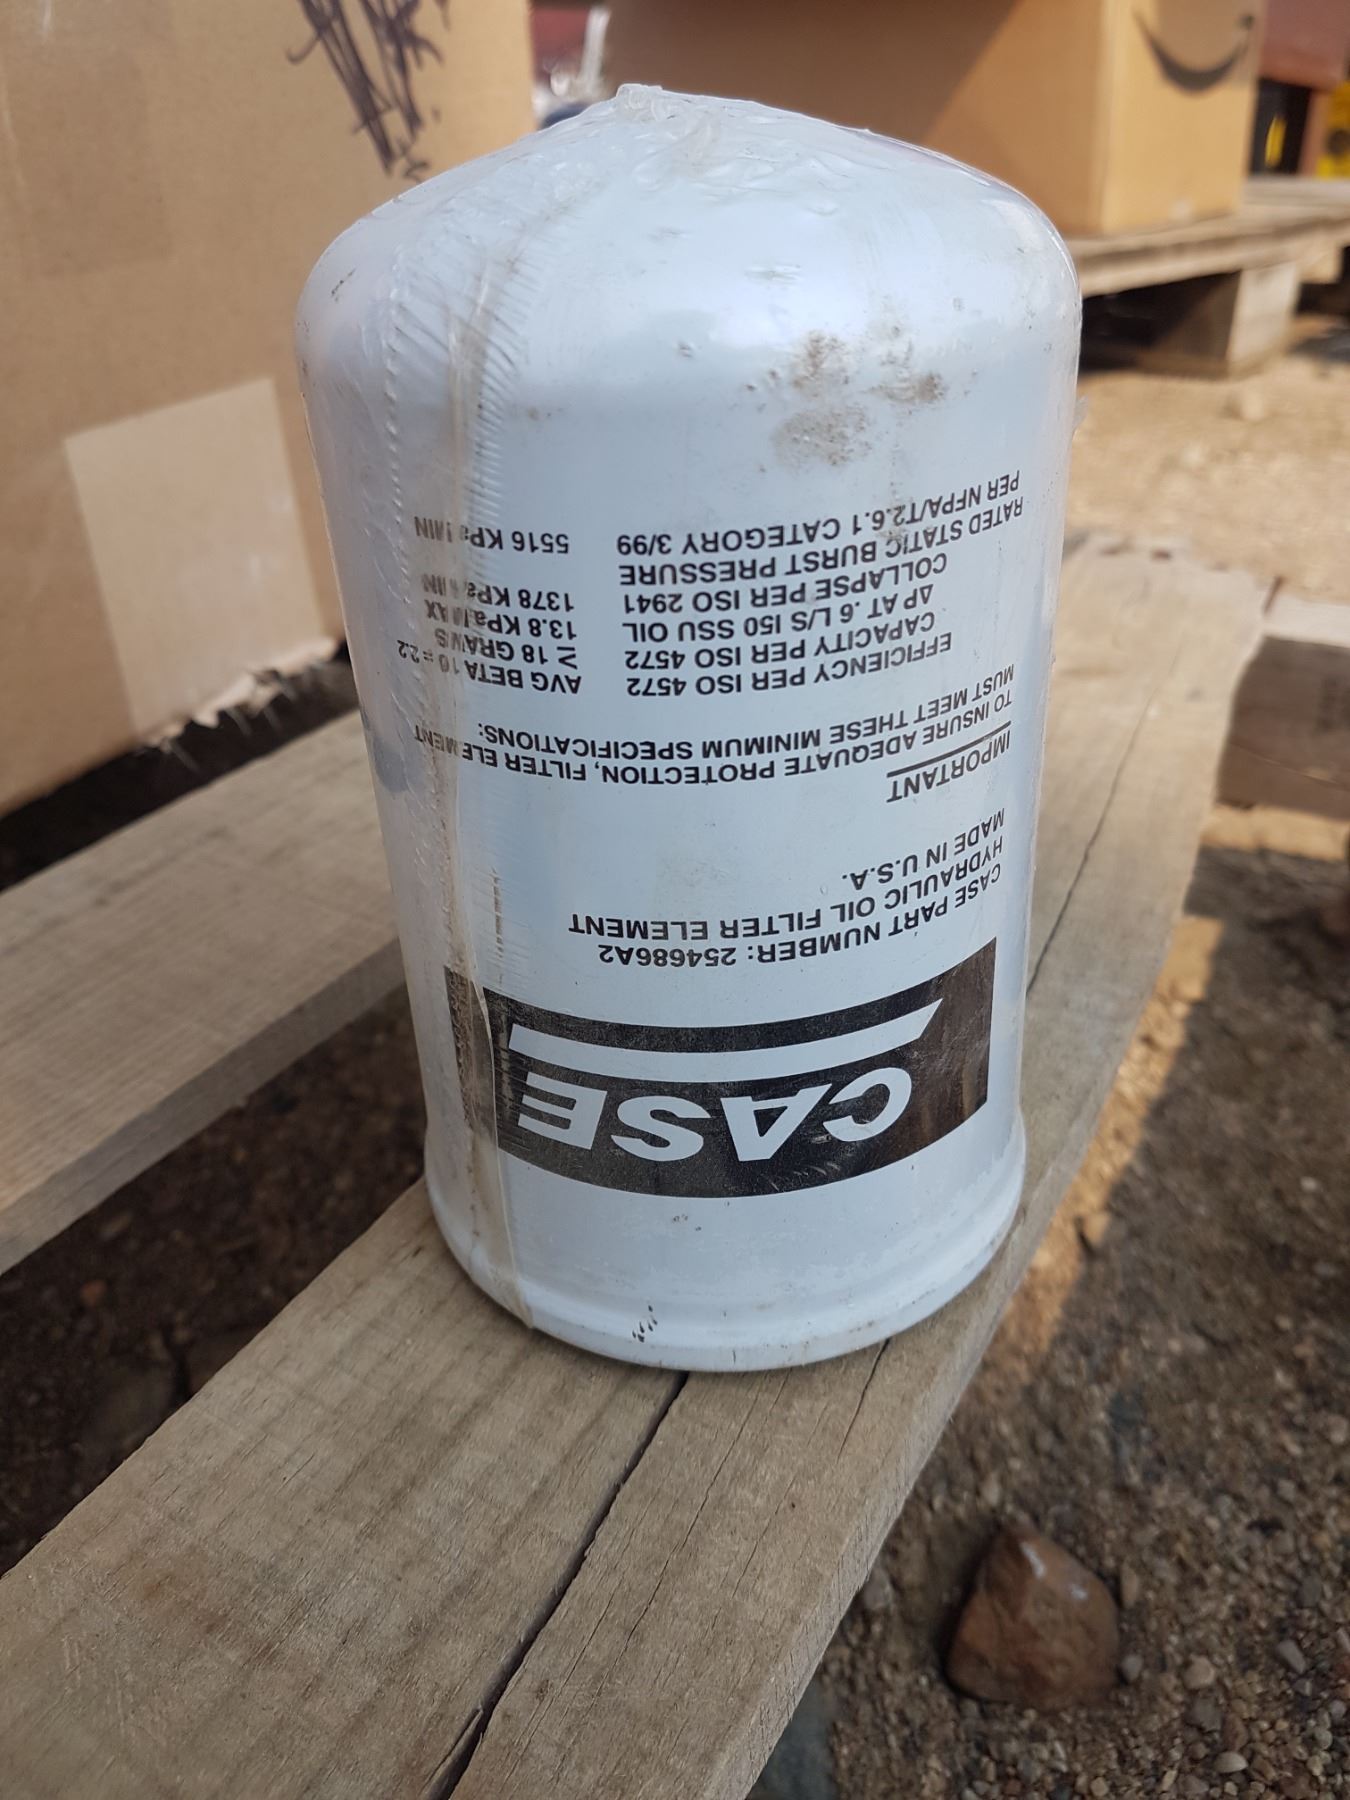 CASE
CASE PART NUMBER: 254686A2
HYDRAULIC OIL FILTER ELEMENT
MADE IN U.S.A.
IMPORTANT
TO INSURE ADEQUATE PROTECTION, FILTER ELEMENT
MUST MEET THESE MINIMUM SPECIFICATIONS:
EFFICIENCY PER ISO 4572 AVG BETA 10 = 2.2
CAPACITY PER ISO 4572 ≥ 18 GRAMS
ΔP AT .6 L/S 150 SSU OIL 13.8 KPa MAX
COLLAPSE PER ISO 2941 1378 KPa MIN
RATED STATIC BURST PRESSURE
PER NFPA/T2.6.1 CATEGORY 3/99 5516 KPa MIN